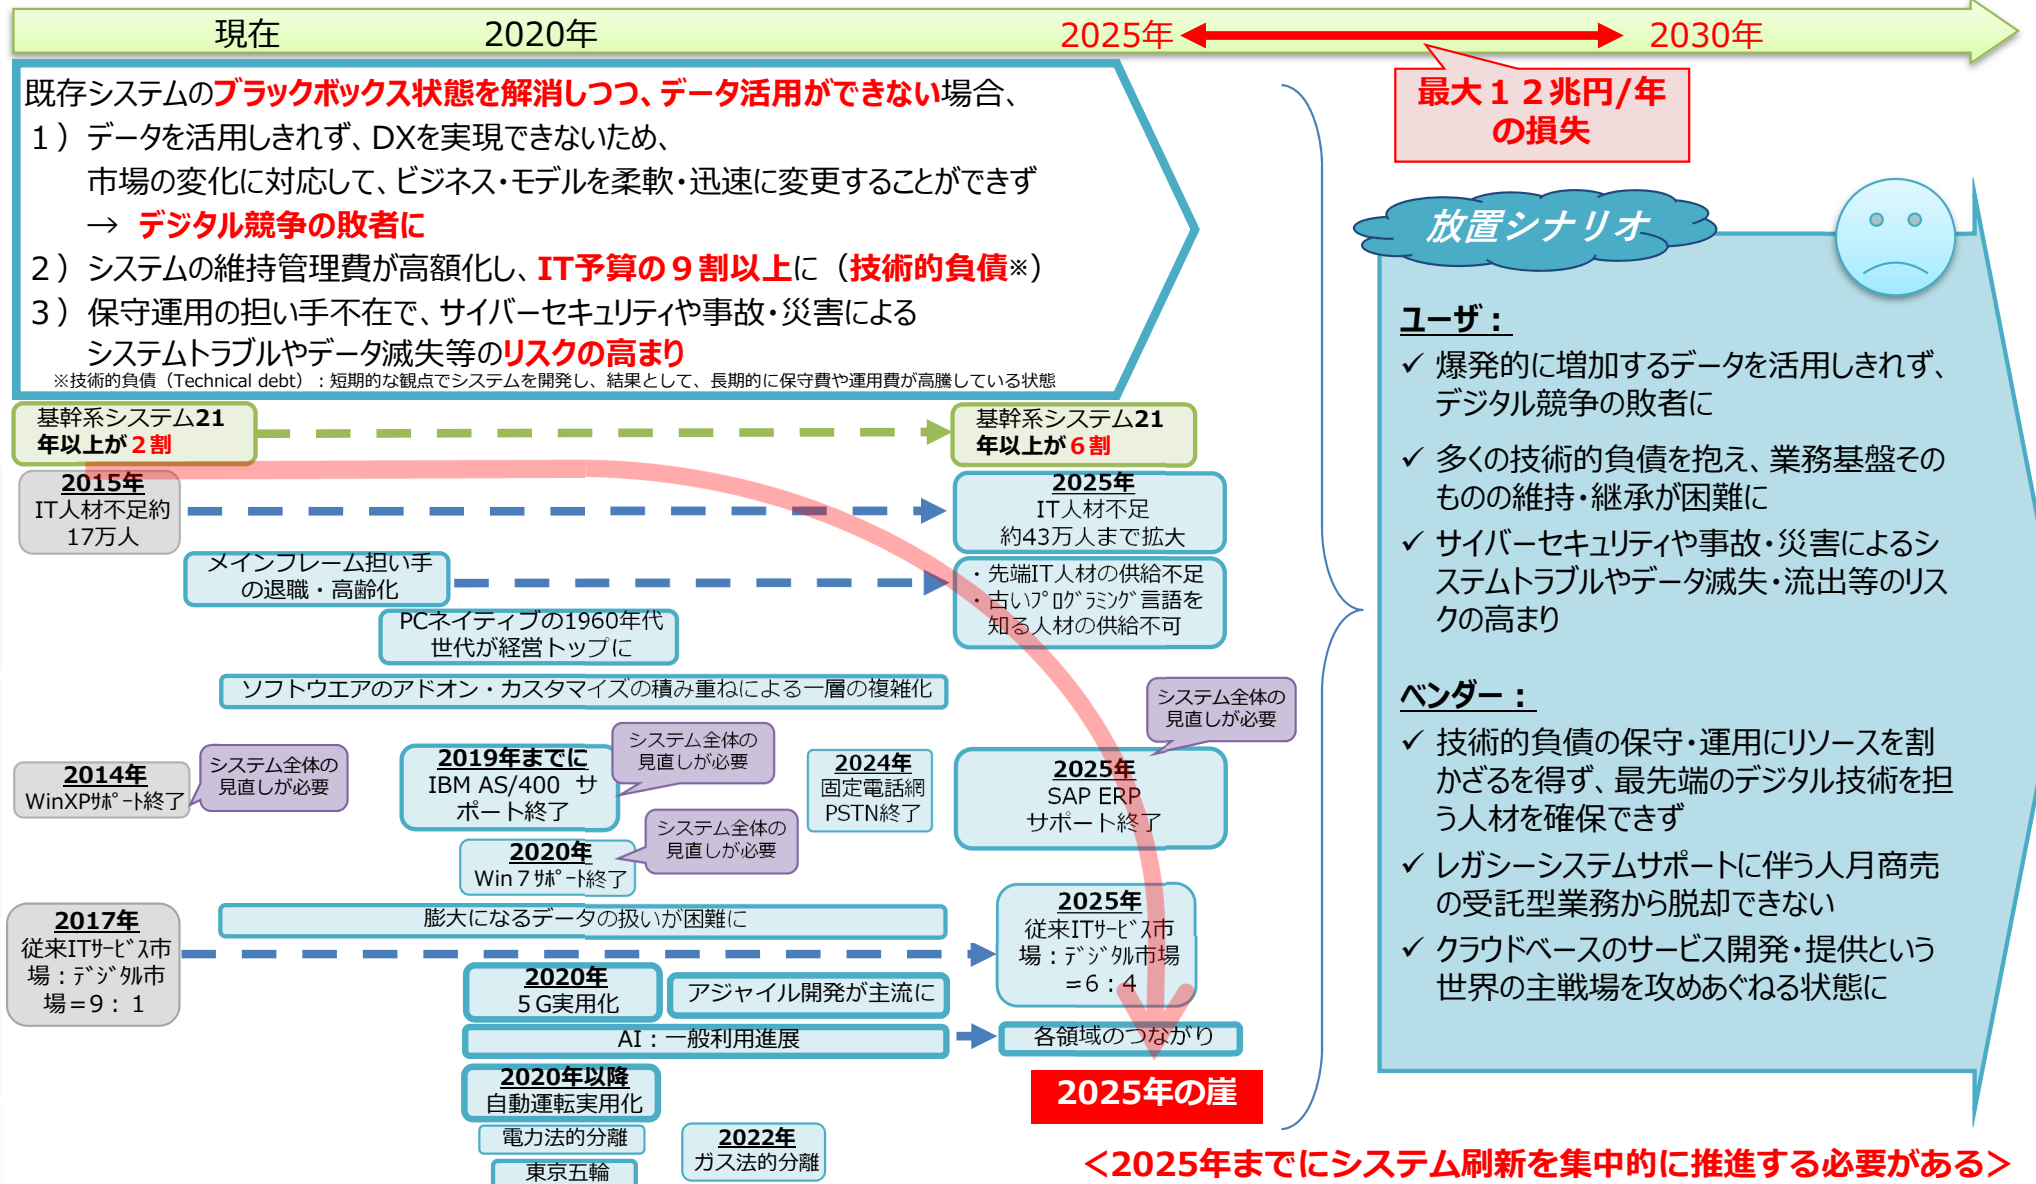 現在
2020年
2025年
2030年
既存システムのブラックボックス状態を解消しつつ、データ活用ができない場合、
1）データを活用しきれず、DXを実現できないため、
市場の変化に対応して、ビジネス・モデルを柔軟・迅速に変更することができず
→ デジタル競争の敗者に
2）システムの維持管理費が高額化し、IT予算の９割以上に（技術的負債※）
3）保守運用の担い手不在で、サイバーセキュリティや事故・災害による
システムトラブルやデータ滅失等のリスクの高まり
※技術的負債（Technical debt）：短期的な観点でシステムを開発し、結果として、長期的に保守費や運用費が高騰している状態
最大１２兆円/年
の損失
基幹系システム21
年以上が２割
基幹系システム21
年以上が６割
2015年
IT人材不足約
17万人
2025年
IT人材不足
約43万人まで拡大
メインフレーム担い手
の退職・高齢化
・先端IT人材の供給不足
・古いﾌﾟﾛｸﾞﾗﾐﾝｸﾞ言語を
知る人材の供給不可
PCネイティブの1960年代
世代が経営トップに
ソフトウエアのアドオン・カスタマイズの積み重ねによる一層の複雑化
2014年
WinXPｻﾎﾟｰﾄ終了
システム全体の
見直しが必要
2019年までに
IBM AS/400 サ
ポート終了
システム全体の
見直しが必要
2020年
Win７ｻﾎﾟｰﾄ終了
システム全体の
見直しが必要
2024年
固定電話網
PSTN終了
2025年
SAP ERP
サポート終了
システム全体の
見直しが必要
膨大になるデータの扱いが困難に
2017年
従来ITｻｰﾋﾞｽ市
場：ﾃﾞｼﾞﾀﾙ市
場＝9：1
2025年
従来ITｻｰﾋﾞｽ市
場：ﾃﾞｼﾞﾀﾙ市場
＝6：4
2020年
５G実用化
アジャイル開発が主流に
AI：一般利用進展
各領域のつながり
2020年以降
自動運転実用化
電力法的分離
東京五輪
2022年
ガス法的分離
2025年の崖
放置シナリオ
ユーザ：
✓ 爆発的に増加するデータを活用しきれず、
デジタル競争の敗者に
✓ 多くの技術的負債を抱え、業務基盤その
ものの維持・継承が困難に
✓ サイバーセキュリティや事故・災害によるシ
ステムトラブルやデータ滅失・流出等のリス
クの高まり
ベンダー：
✓ 技術的負債の保守・運用にリソースを割
かざるを得ず、最先端のデジタル技術を担
う人材を確保できず
✓ レガシーシステムサポートに伴う人月商売
の受託型業務から脱却できない
✓ クラウドベースのサービス開発・提供という
世界の主戦場を攻めあぐねる状態に
＜2025年までにシステム刷新を集中的に推進する必要がある＞